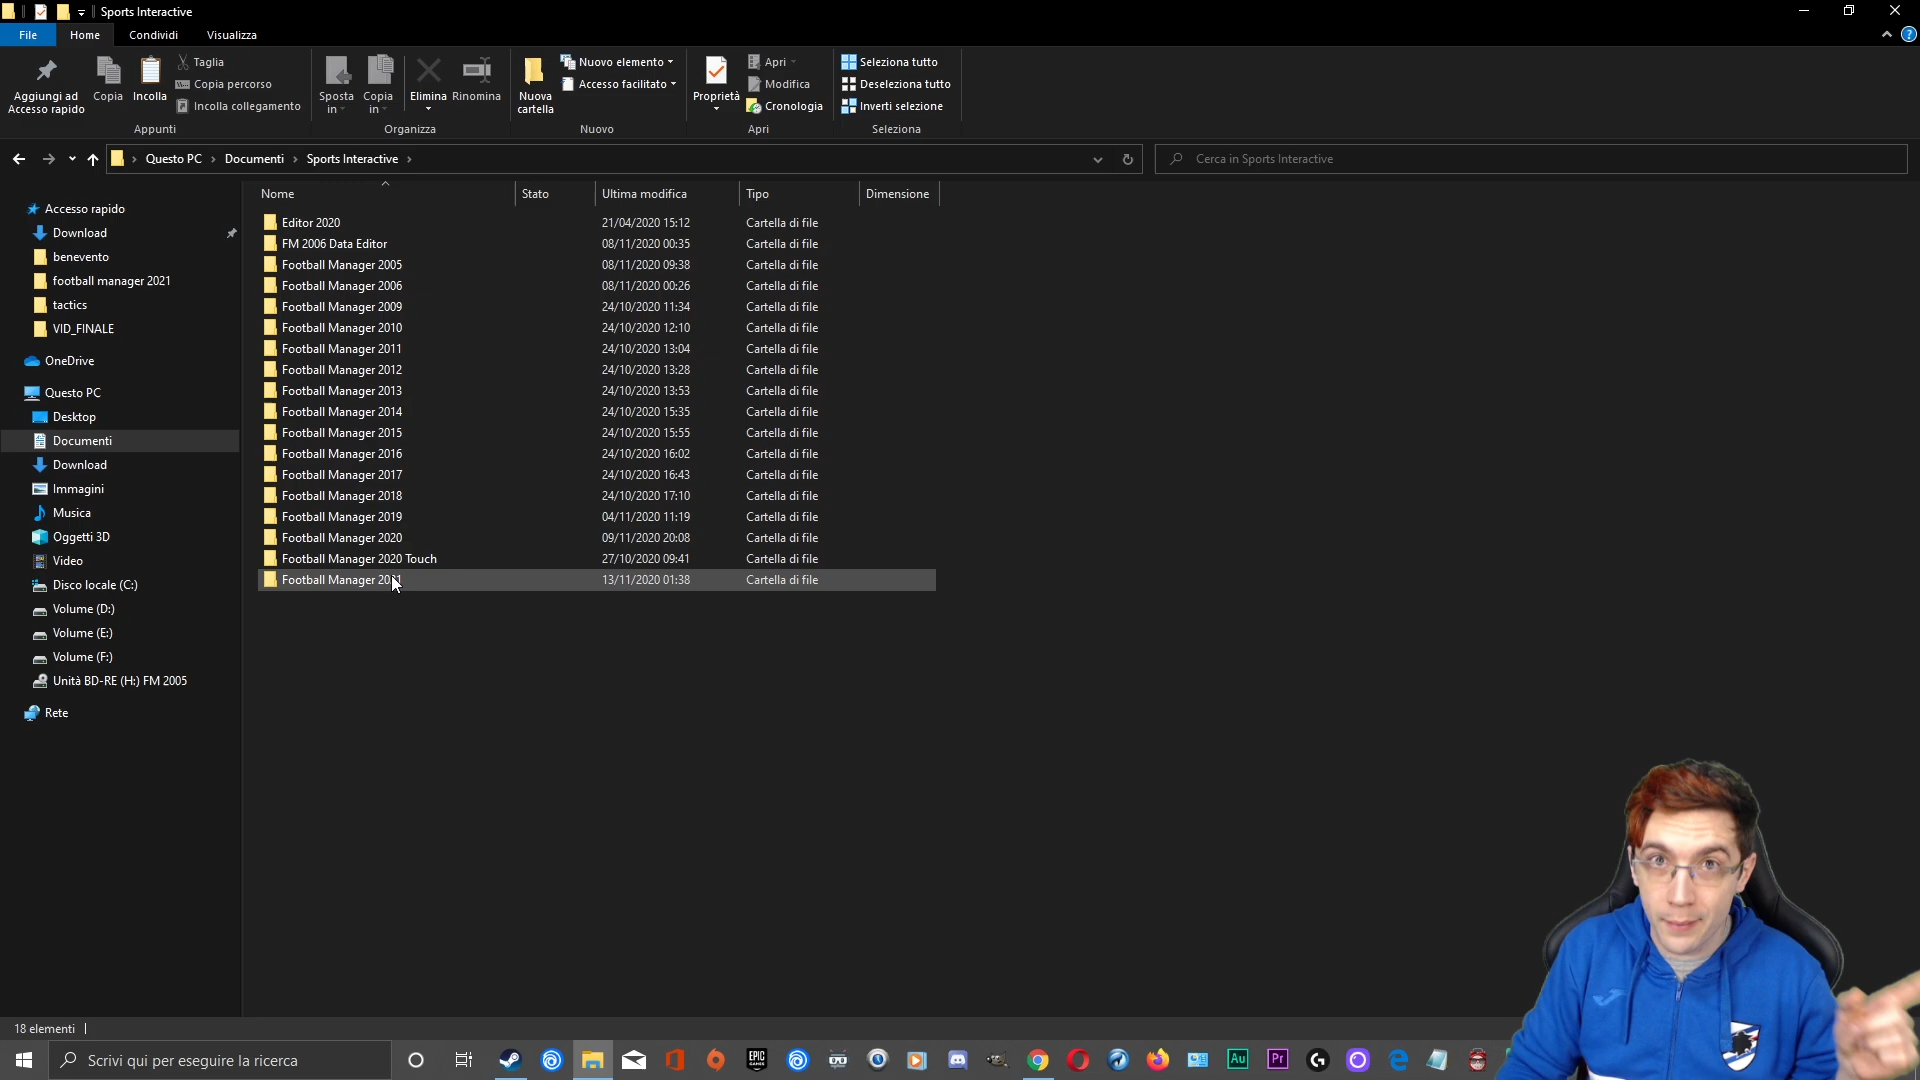 Sports Interactive
File Home Condividi Visualizza
Aggiungi ad Accesso rapido
Copia
Incolla
Taglia
Copia percorso
Incolla collegamento
Appunti
Sposta in
Copia in
Elimina
Rinomina
Organizza
Nuova cartella
Nuovo elemento
Accesso facilitato
Nuovo
Proprietà
Apri
Modifica
Cronologia
Apri
Seleziona tutto
Deseleziona tutto
Inverti selezione
Seleziona
Questo PC > Documenti > Sports Interactive >
Cerca in Sports Interactive
Accesso rapido
Download
benevento
football manager 2021
tactics
VID_FINALE
OneDrive
Questo PC
Desktop
Documenti
Download
Immagini
Musica
Oggetti 3D
Video
Disco locale (C:)
Volume (D:)
Volume (E:)
Volume (F:)
Unità BD-RE (H:) FM 2005
Rete
Nome Stato Ultima modifica Tipo Dimensione
Editor 2020 21/04/2020 15:12 Cartella di file
FM 2006 Data Editor 08/11/2020 00:35 Cartella di file
Football Manager 2005 08/11/2020 09:38 Cartella di file
Football Manager 2006 08/11/2020 00:26 Cartella di file
Football Manager 2009 24/10/2020 11:34 Cartella di file
Football Manager 2010 24/10/2020 12:10 Cartella di file
Football Manager 2011 24/10/2020 13:04 Cartella di file
Football Manager 2012 24/10/2020 13:28 Cartella di file
Football Manager 2013 24/10/2020 13:53 Cartella di file
Football Manager 2014 24/10/2020 15:35 Cartella di file
Football Manager 2015 24/10/2020 15:55 Cartella di file
Football Manager 2016 24/10/2020 16:02 Cartella di file
Football Manager 2017 24/10/2020 16:43 Cartella di file
Football Manager 2018 24/10/2020 17:10 Cartella di file
Football Manager 2019 04/11/2020 11:19 Cartella di file
Football Manager 2020 09/11/2020 20:08 Cartella di file
Football Manager 2020 Touch 27/10/2020 09:41 Cartella di file
Football Manager 2021 13/11/2020 01:38 Cartella di file
18 elementi
Scrivi qui per eseguire la ricerca
EPIC GAMES
Au
Pr